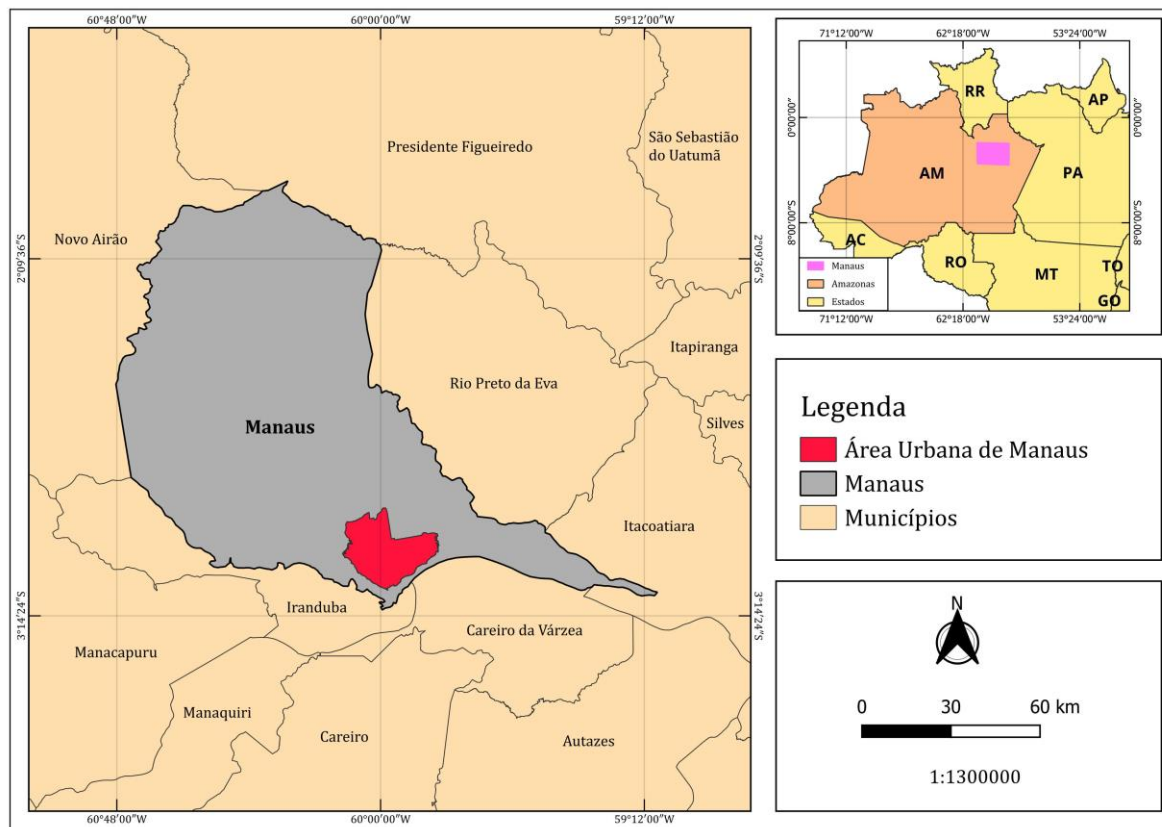 60°48′00″W 60°00′00″W 59°12′00″W
2°09′36″S
3°14′24″S
Presidente Figueiredo
São Sebastião
do Uatumã
Novo Airão
Itapiranga
Rio Preto da Eva
Silves
Manaus
Itacoatiara
Iranduba
Careiro da Várzea
Manacapuru
Manaquiri
Careiro
Autazes
2°09′36″S
3°14′24″S
60°48′00″W 60°00′00″W 59°12′00″W
71°12′00″W 62°18′00″W 53°24′00″W
0°00′00″
8°00′00″S
RR
AP
AM
PA
AC
RO
MT
TO
GO
Manaus
Amazonas
Estados
0°00′00″
8°00′00″S
71°12′00″W 62°18′00″W 53°24′00″W
Legenda
Área Urbana de Manaus
Manaus
Municípios
N
0 30 60 km
1:1300000